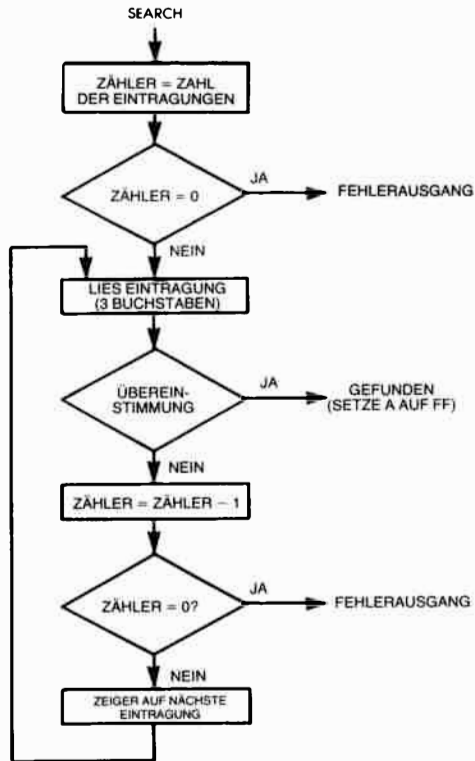 SEARCH
ZÄHLER = ZAHL
DER EINTRAGUNGEN
ZÄHLER = 0
JA
FEHLERAUSGANG
NEIN
LIES EINTRAGUNG
(3 BUCHSTABEN)
ÜBEREIN-
STIMMUNG
JA
GEFUNDEN
(SETZE A AUF FF)
NEIN
ZÄHLER = ZÄHLER – 1
ZÄHLER = 0?
JA
FEHLERAUSGANG
NEIN
ZEIGER AUF NÄCHSTE
EINTRAGUNG